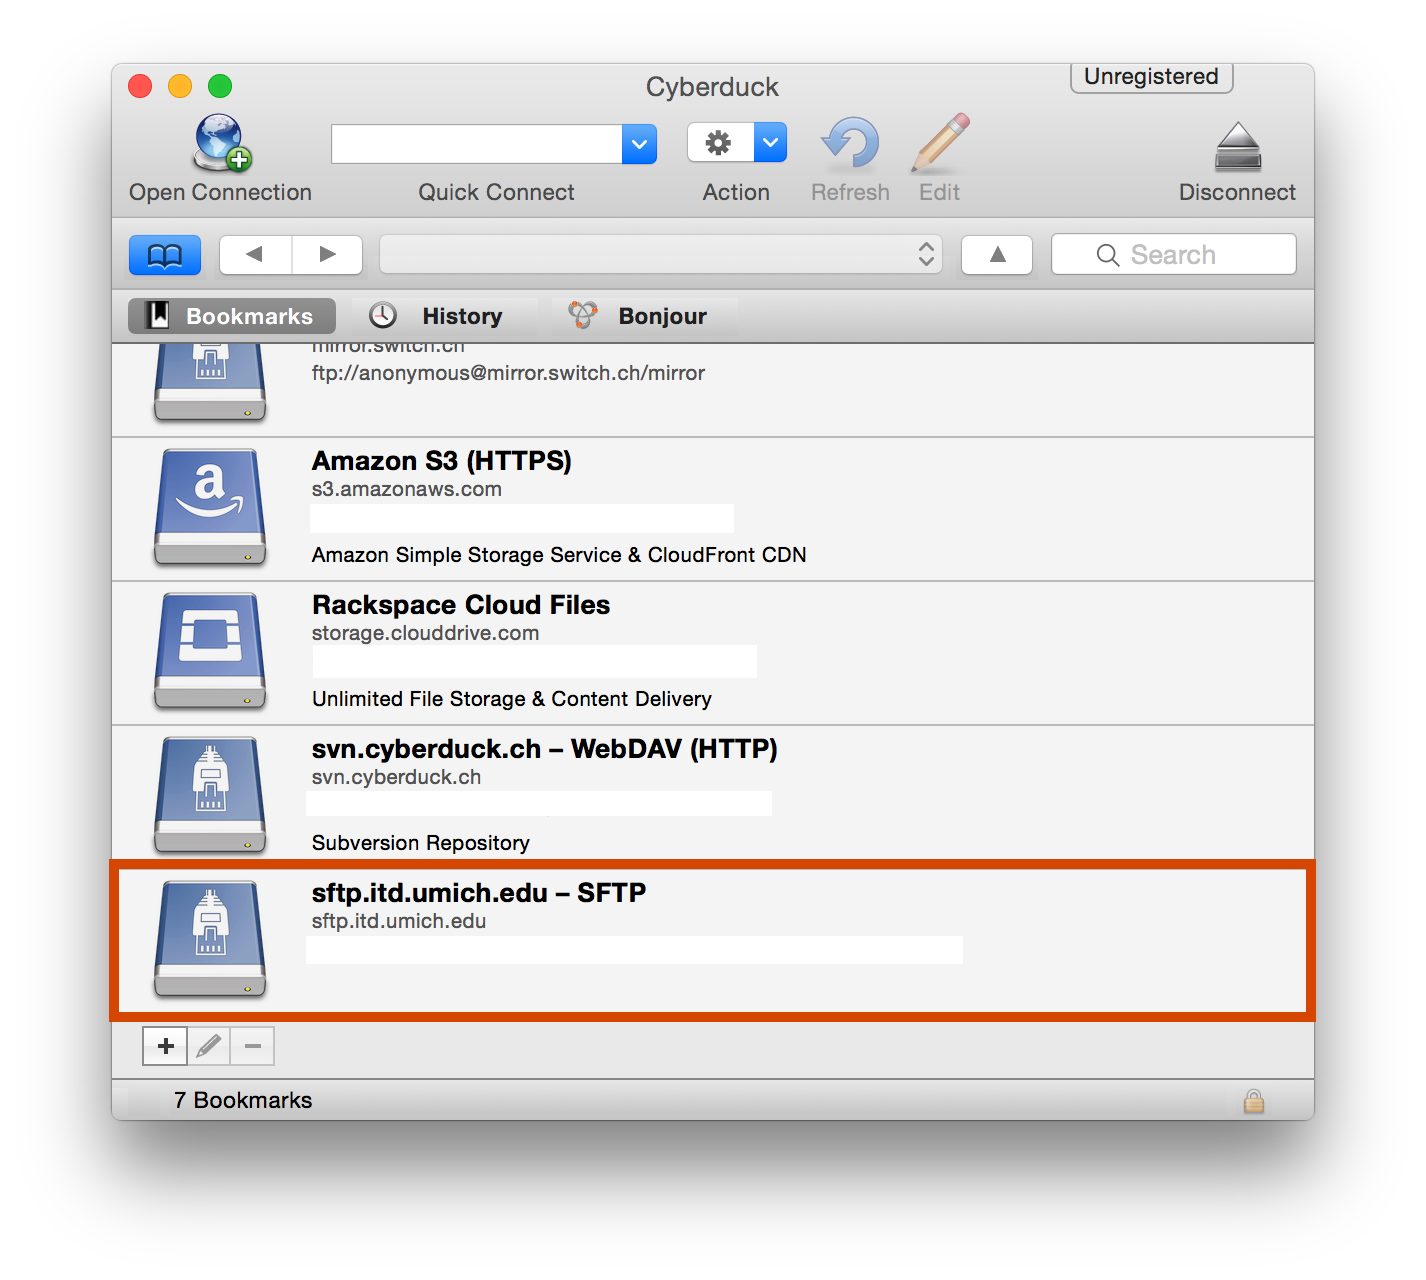 Cyberduck
Unregistered
Open Connection
Quick Connect
Action
Refresh
Edit
Disconnect
Search
Bookmarks
History
Bonjour
mirror.switch.ch
ftp://anonymous@mirror.switch.ch/mirror
Amazon S3 (HTTPS)
s3.amazonaws.com
Amazon Simple Storage Service & CloudFront CDN
Rackspace Cloud Files
storage.clouddrive.com
Unlimited File Storage & Content Delivery
svn.cyberduck.ch – WebDAV (HTTP)
svn.cyberduck.ch
Subversion Repository
sftp.itd.umich.edu – SFTP
sftp.itd.umich.edu
7 Bookmarks